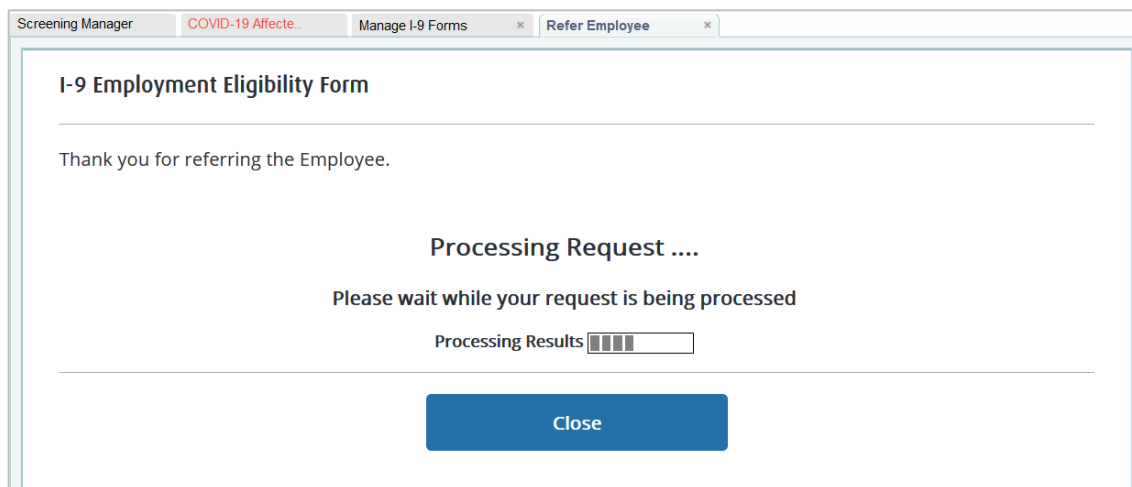 Screening Manager COVID-19 Affecte.. Manage I-9 Forms × Refer Employee ×
I-9 Employment Eligibility Form
Thank you for referring the Employee.
Processing Request ....
Please wait while your request is being processed
Processing Results
Close